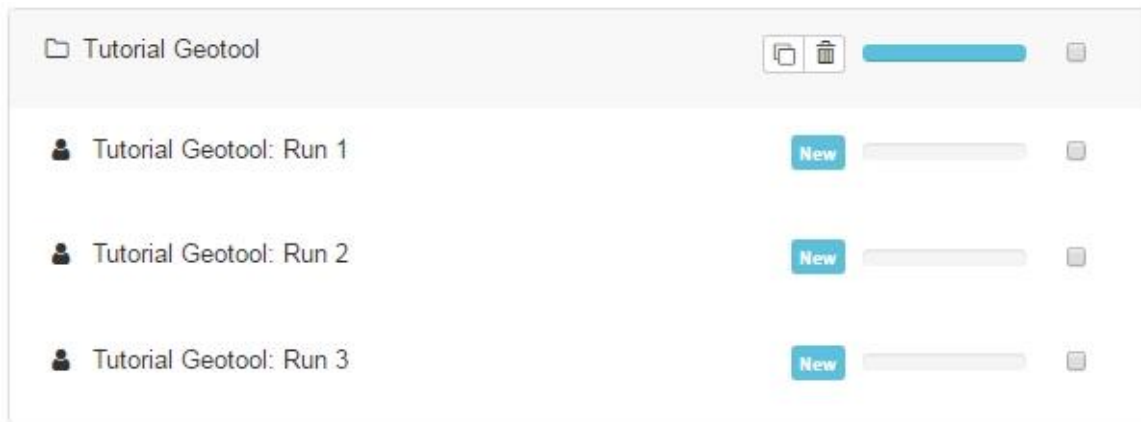 Tutorial Geotool
Tutorial Geotool: Run 1 New
Tutorial Geotool: Run 2 New
Tutorial Geotool: Run 3 New